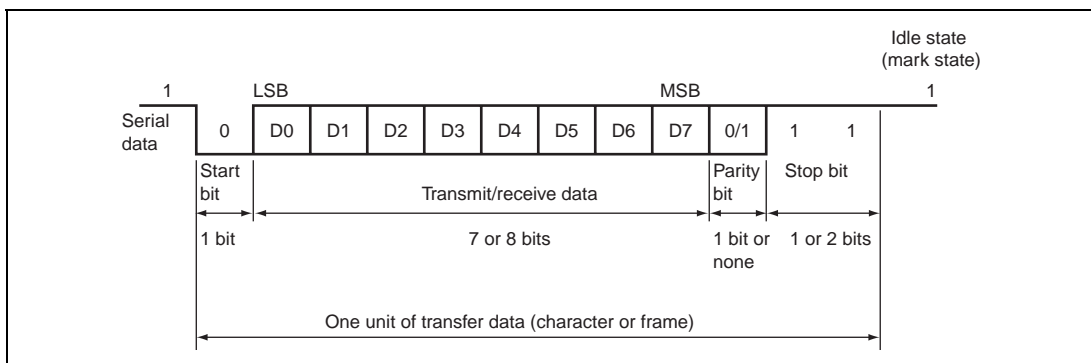 Idle state
(mark state)
1 LSB MSB 1
Serial
data
0 D0 D1 D2 D3 D4 D5 D6 D7 0/1 1 1
Start
bit
Transmit/receive data
Parity
bit
Stop bit
1 bit
7 or 8 bits
1 bit or
none
1 or 2 bits
One unit of transfer data (character or frame)